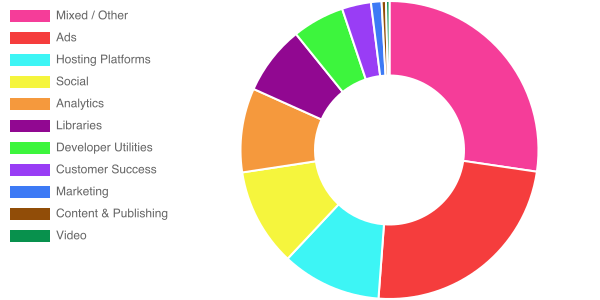 Mixed / Other
Ads
Hosting Platforms
Social
Analytics
Libraries
Developer Utilities
Customer Success
Marketing
Content & Publishing
Video